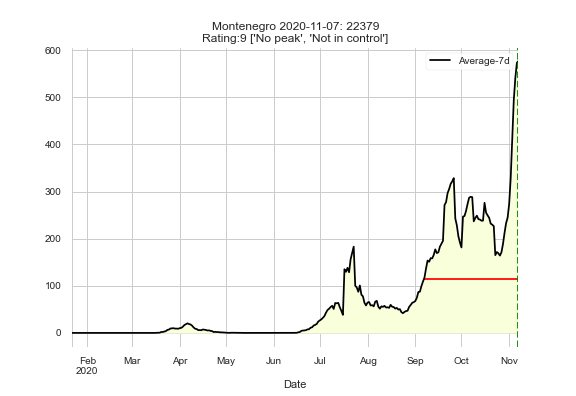 Montenegro 2020-11-07: 22379
Rating:9 ['No peak', 'Not in control']
600
Average-7d
500
400
300
200
100
0
Feb Mar Apr May Jun Jul Aug Sep Oct Nov
2020
Date